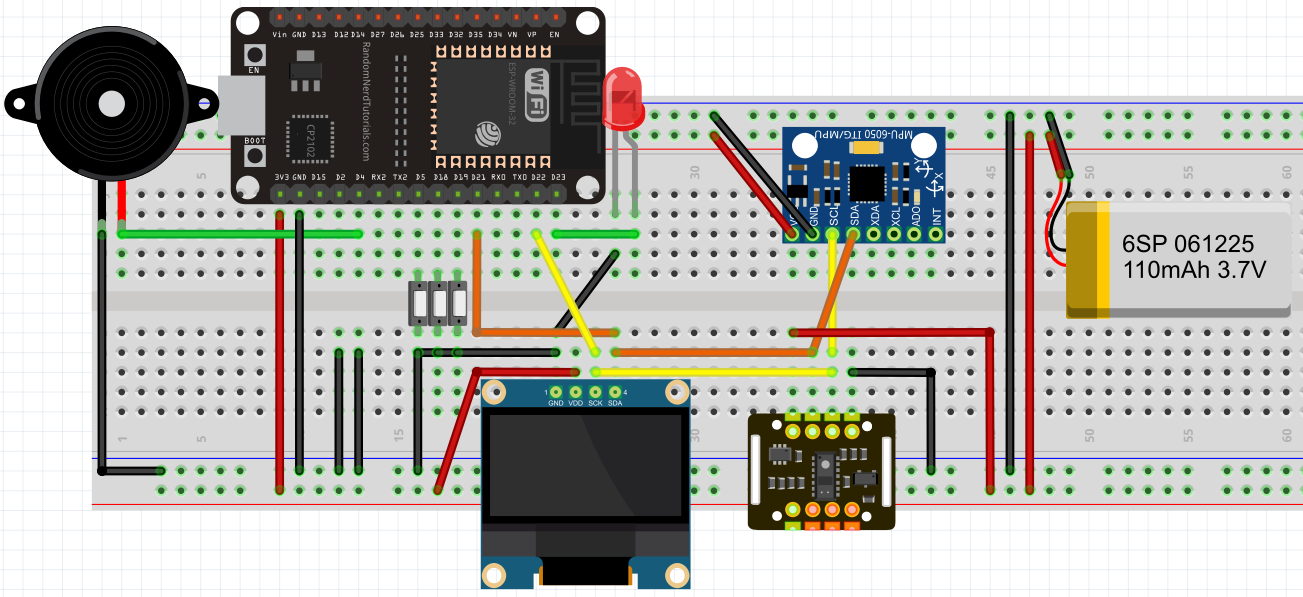 Vin GND D13 D12 D14 D27 D26 D25 D33 D32 D35 D34 VN VP EN
EN
RandomNerdTutorials.com
ESP-WROOM-32
WiFi
CP2102
BOOT
3V3 GND D15 D2 D4 RX2 TX2 D5 D18 D19 D21 RX0 TX0 D22 D23
MPU-6050 ITG/MPU
Y
X
GND SCL SDA XDA XCL ADO INT
5 30 45 50 55 60
6SP 061225
110mAh 3.7V
1 5 15 30 50 55 60
1 4
GND VDD SCK SDA